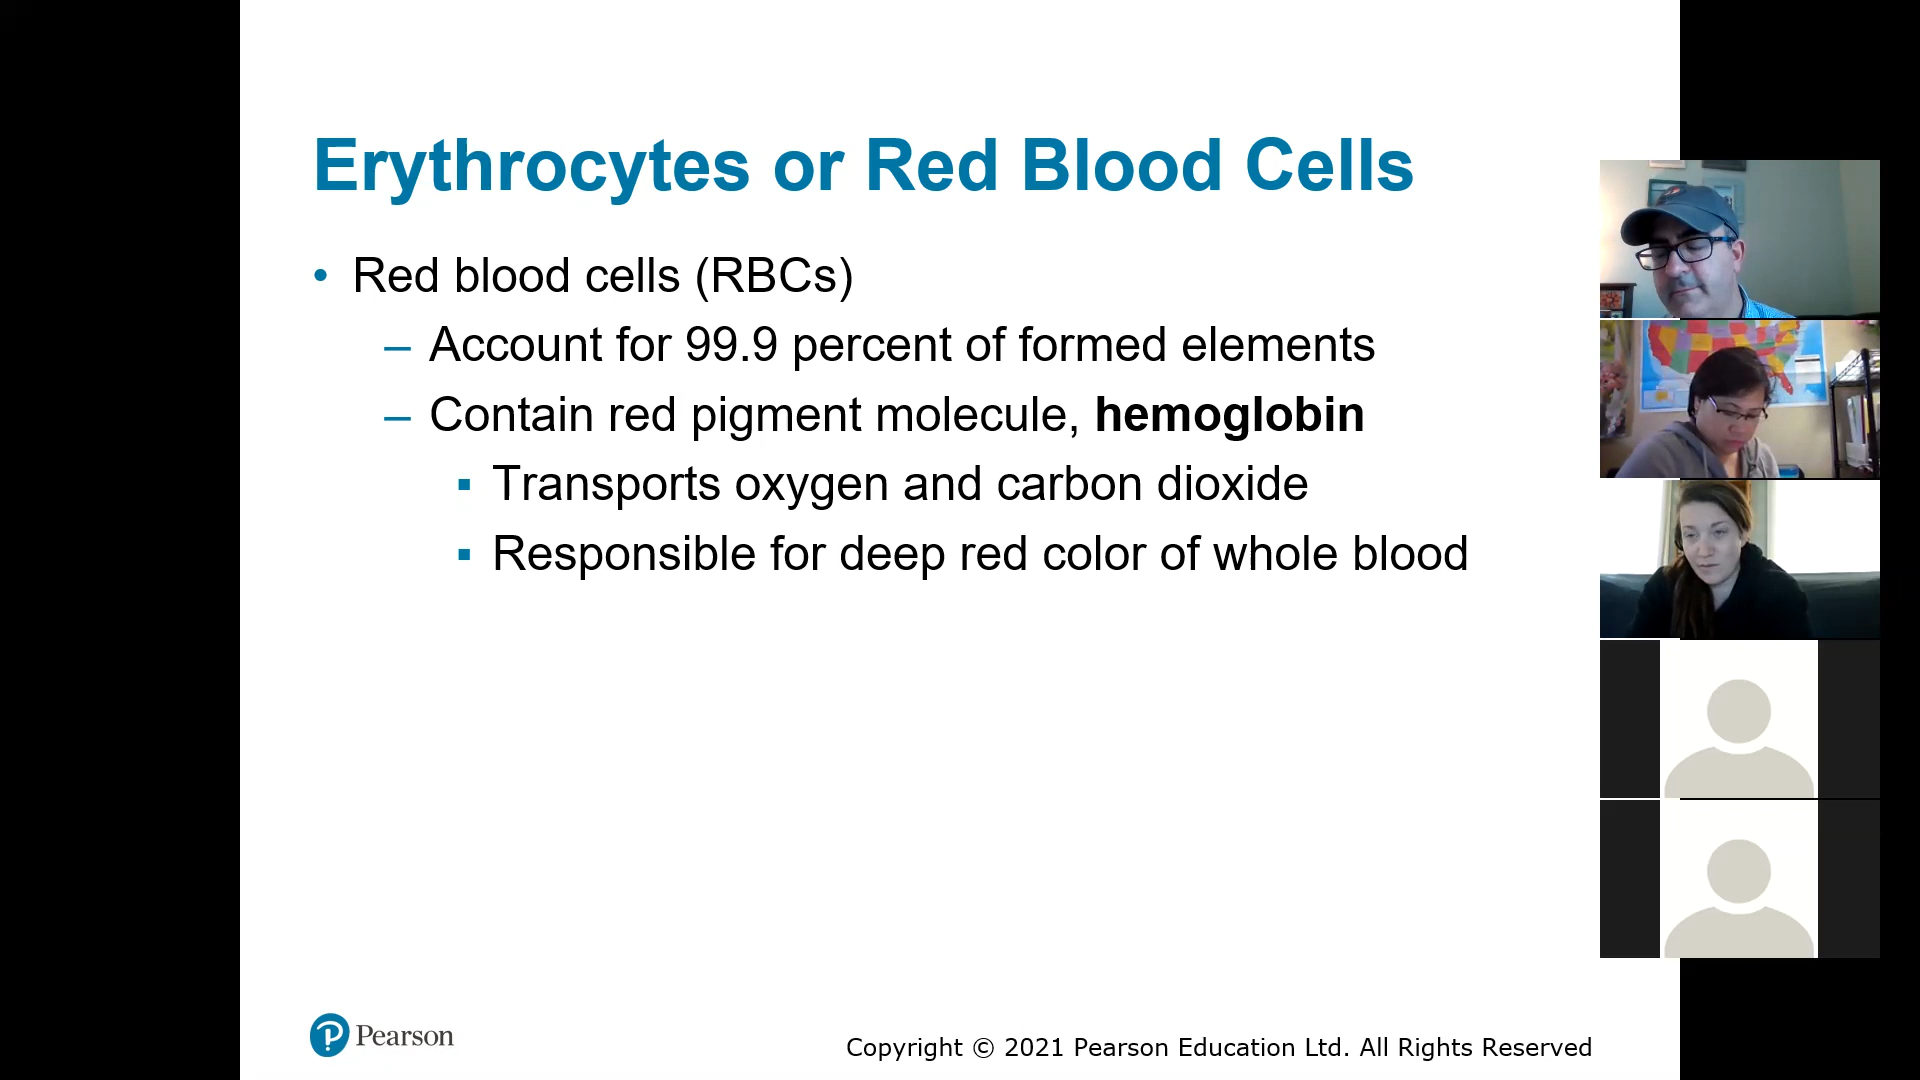 Erythrocytes or Red Blood Cells
• Red blood cells (RBCs)
– Account for 99.9 percent of formed elements
– Contain red pigment molecule, hemoglobin
▪ Transports oxygen and carbon dioxide
▪ Responsible for deep red color of whole blood
Pearson
Copyright © 2021 Pearson Education Ltd. All Rights Reserved